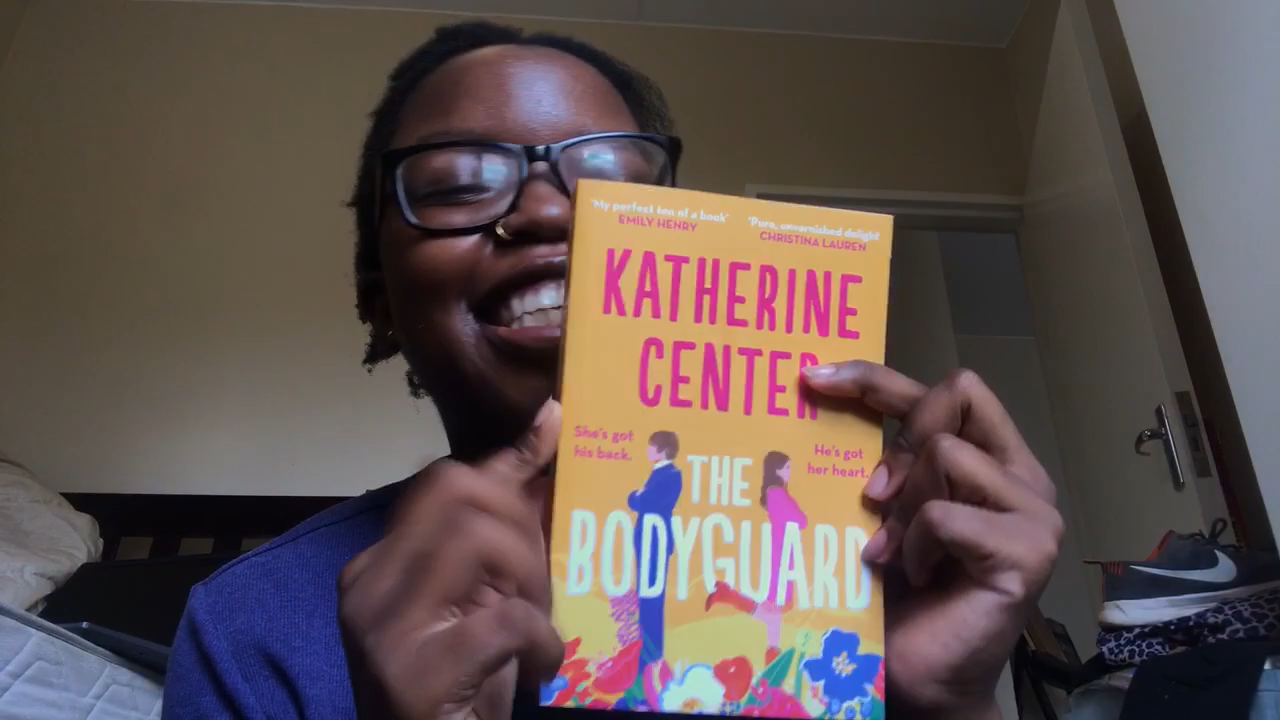 'My perfect ten of a book'
EMILY HENRY
'Pure, unvarnished delight'
CHRISTINA LAUREN
KATHERINE
CENTER
She's got
his back.
He's got
her heart.
THE
BODYGUARD